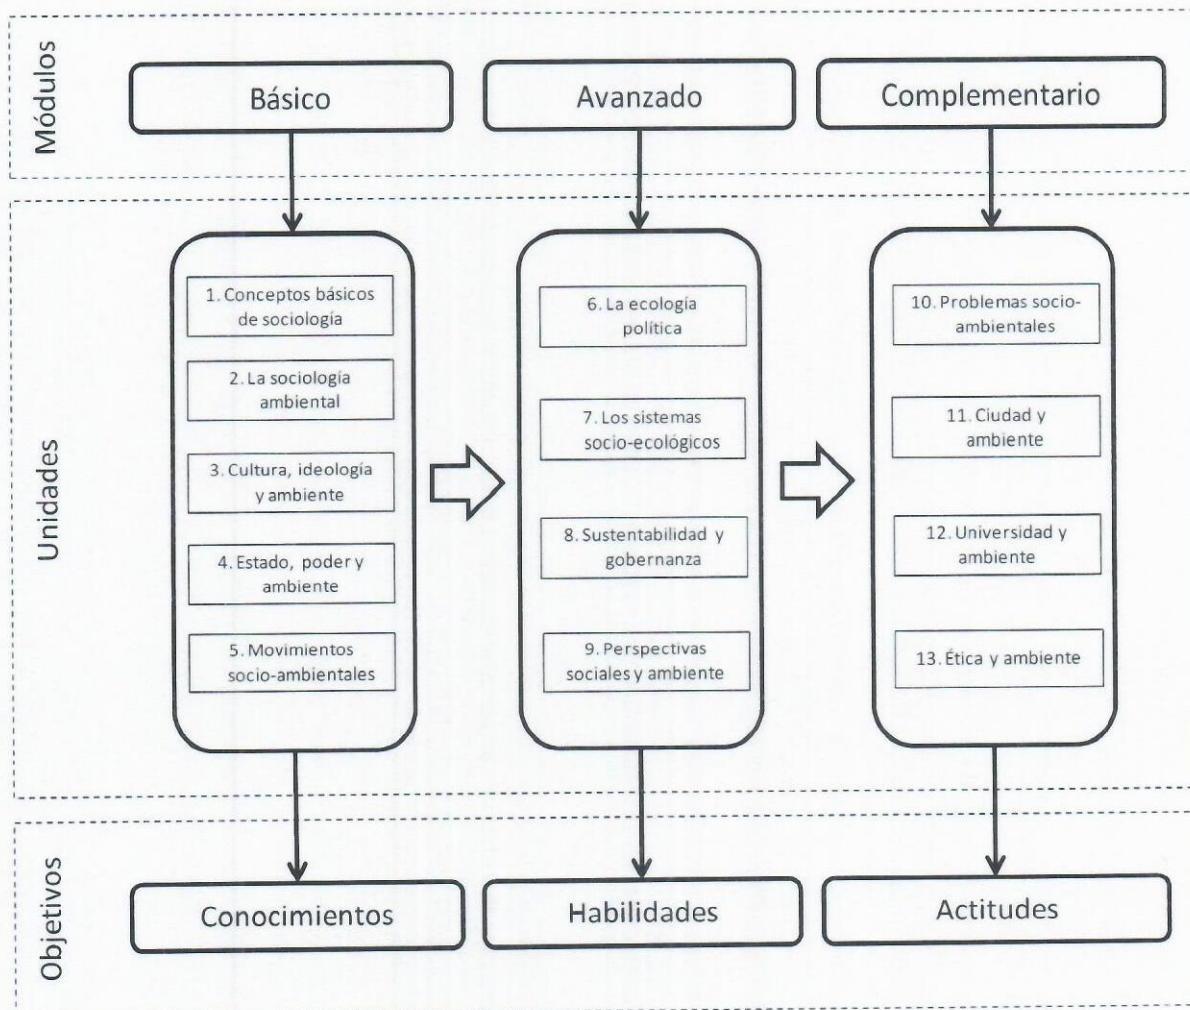 Módulos
Básico
Avanzado
Complementario
Unidades
1. Conceptos básicos
de sociología
2. La sociología
ambiental
3. Cultura, ideología
y ambiente
4. Estado, poder y
ambiente
5. Movimientos
socio-ambientales
6. La ecología
política
7. Los sistemas
socio-ecológicos
8. Sustentabilidad y
gobernanza
9. Perspectivas
sociales y ambiente
10. Problemas socio-
ambientales
11. Ciudad y
ambiente
12. Universidad y
ambiente
13. Ética y ambiente
Objetivos
Conocimientos
Habilidades
Actitudes